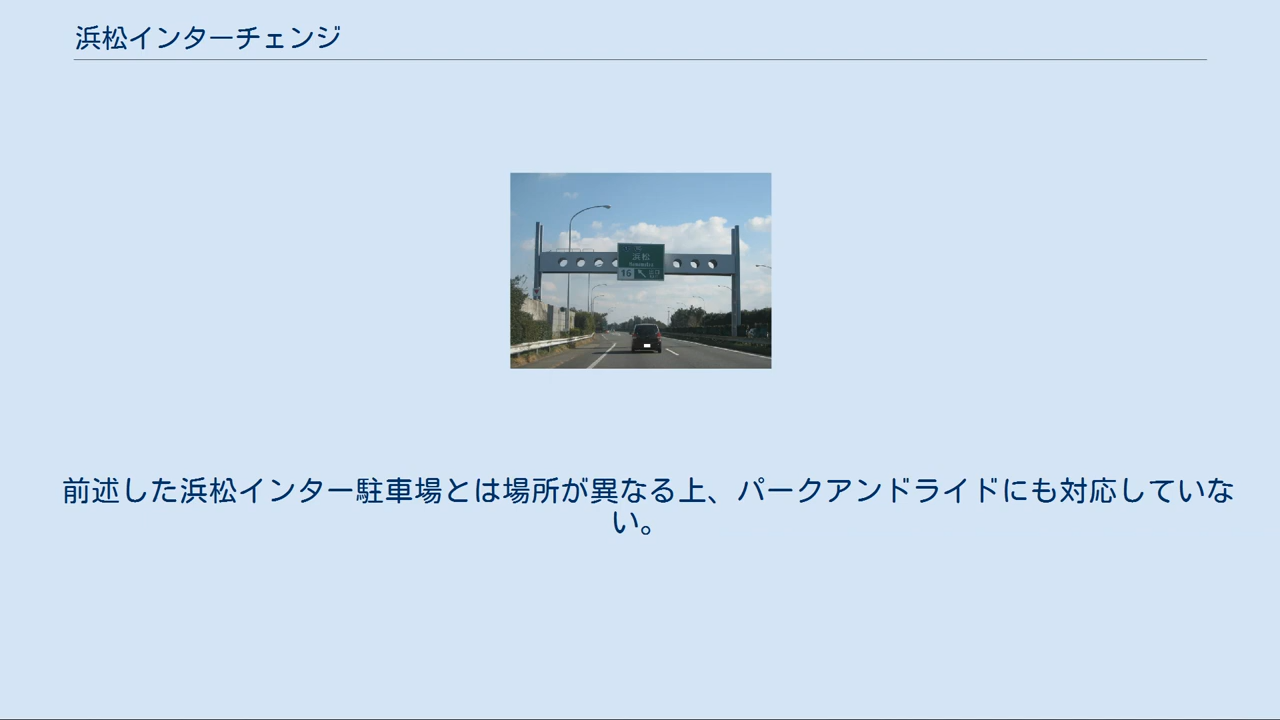 浜松インターチェンジ
浜松
Hamamatsu
16
前述した浜松インター駐車場とは場所が異なる上、パークアンドライドにも対応していな
い。